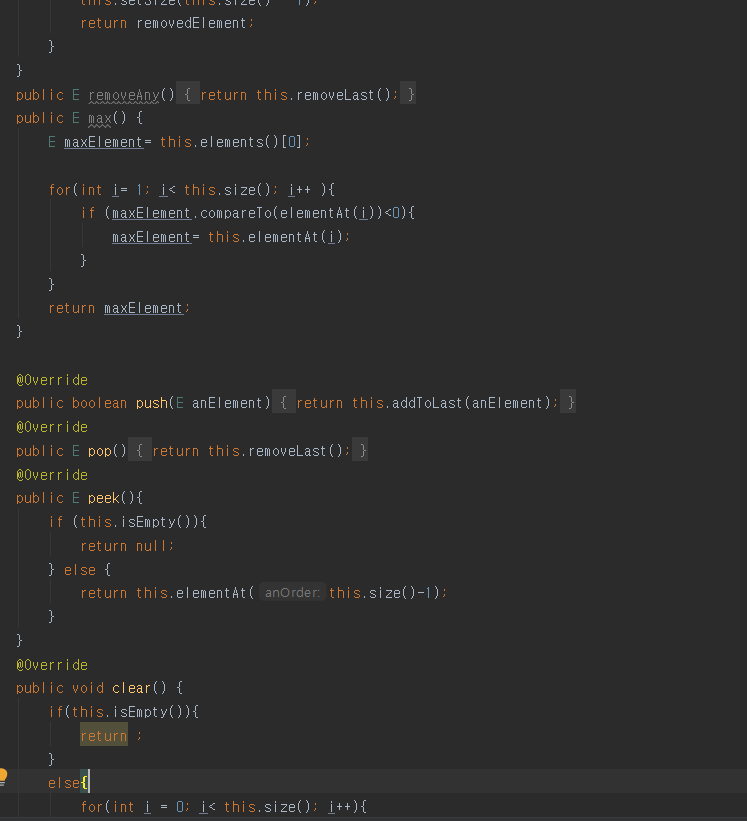 this.setSize(this.size() - 1);
return removedElement;
}
}
public E removeAny() { return this.removeLast(); }
public E max() {
E maxElement= this.elements()[0];
for(int i= 1; i< this.size(); i++ ){
if (maxElement.compareTo(elementAt(i))<0){
maxElement= this.elementAt(i);
}
}
return maxElement;
}
@Override
public boolean push(E anElement) { return this.addToLast(anElement); }
@Override
public E pop() { return this.removeLast(); }
@Override
public E peek(){
if (this.isEmpty()){
return null;
} else {
return this.elementAt( anOrder: this.size()-1);
}
}
@Override
public void clear() {
if(this.isEmpty()){
return ;
}
else{
for(int i = 0; i< this.size(); i++){